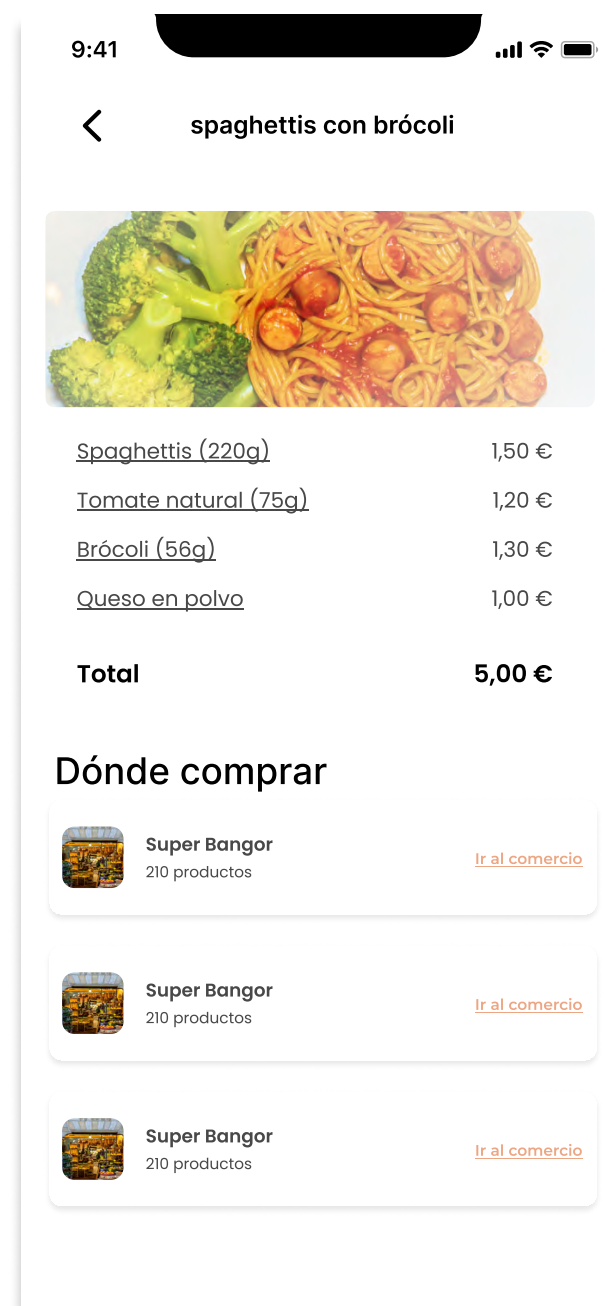 9:41
spaghettis con brócoli
Spaghettis (220g) 1,50 €
Tomate natural (75g) 1,20 €
Brócoli (56g) 1,30 €
Queso en polvo 1,00 €
Total 5,00 €
Dónde comprar
Super Bangor
210 productos
Ir al comercio
Super Bangor
210 productos
Ir al comercio
Super Bangor
210 productos
Ir al comercio